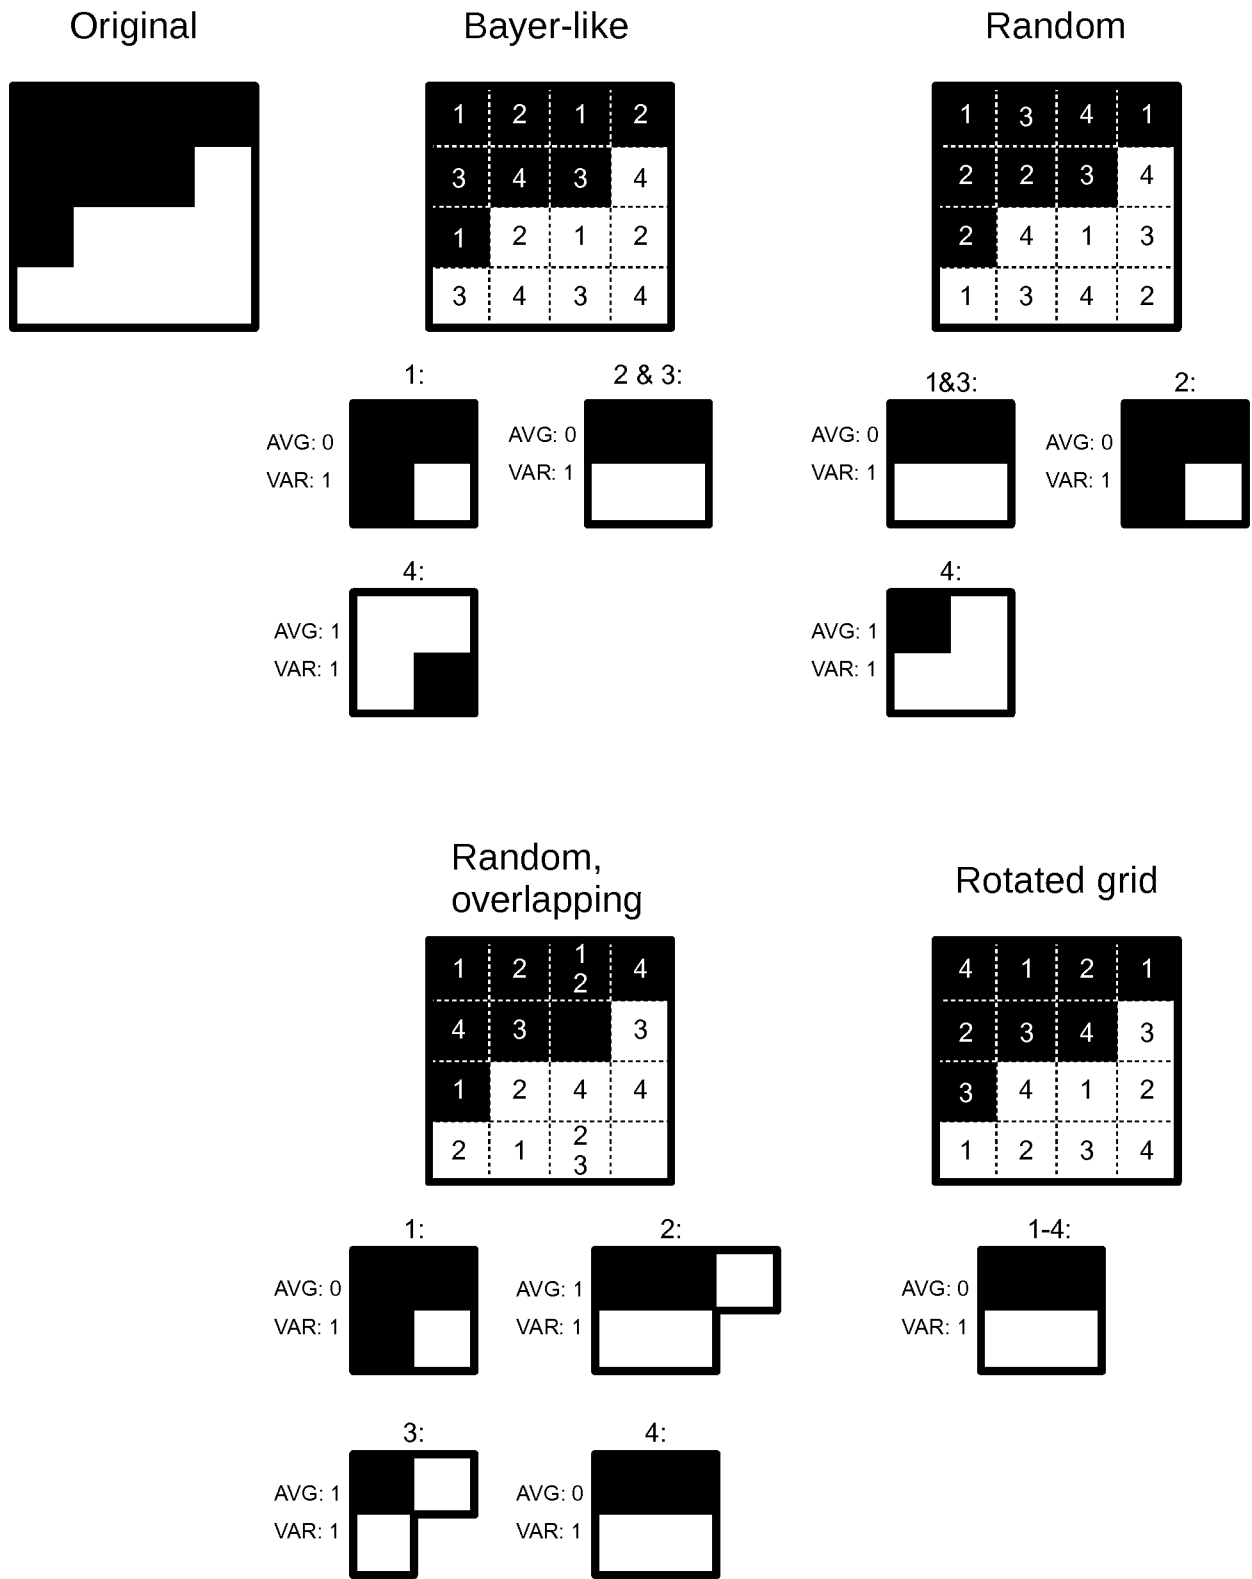 Original
Bayer-like
Random
1 2 1 2
3 4 3 4
1 2 1 2
3 4 3 4
1 3 4 1
2 2 3 4
2 4 1 3
1 3 4 2
1:
AVG: 0
VAR: 1
2 & 3:
AVG: 0
VAR: 1
1&3:
AVG: 0
VAR: 1
2:
AVG: 0
VAR: 1
4:
AVG: 1
VAR: 1
4:
AVG: 1
VAR: 1
Random,
overlapping
Rotated grid
1 2 1 4
2
4 3 3
1 2 4 4
2 1 2
3
4 1 2 1
2 3 4 3
3 4 1 2
1 2 3 4
1:
AVG: 0
VAR: 1
2:
AVG: 1
VAR: 1
1-4:
AVG: 0
VAR: 1
3:
AVG: 1
VAR: 1
4:
AVG: 0
VAR: 1